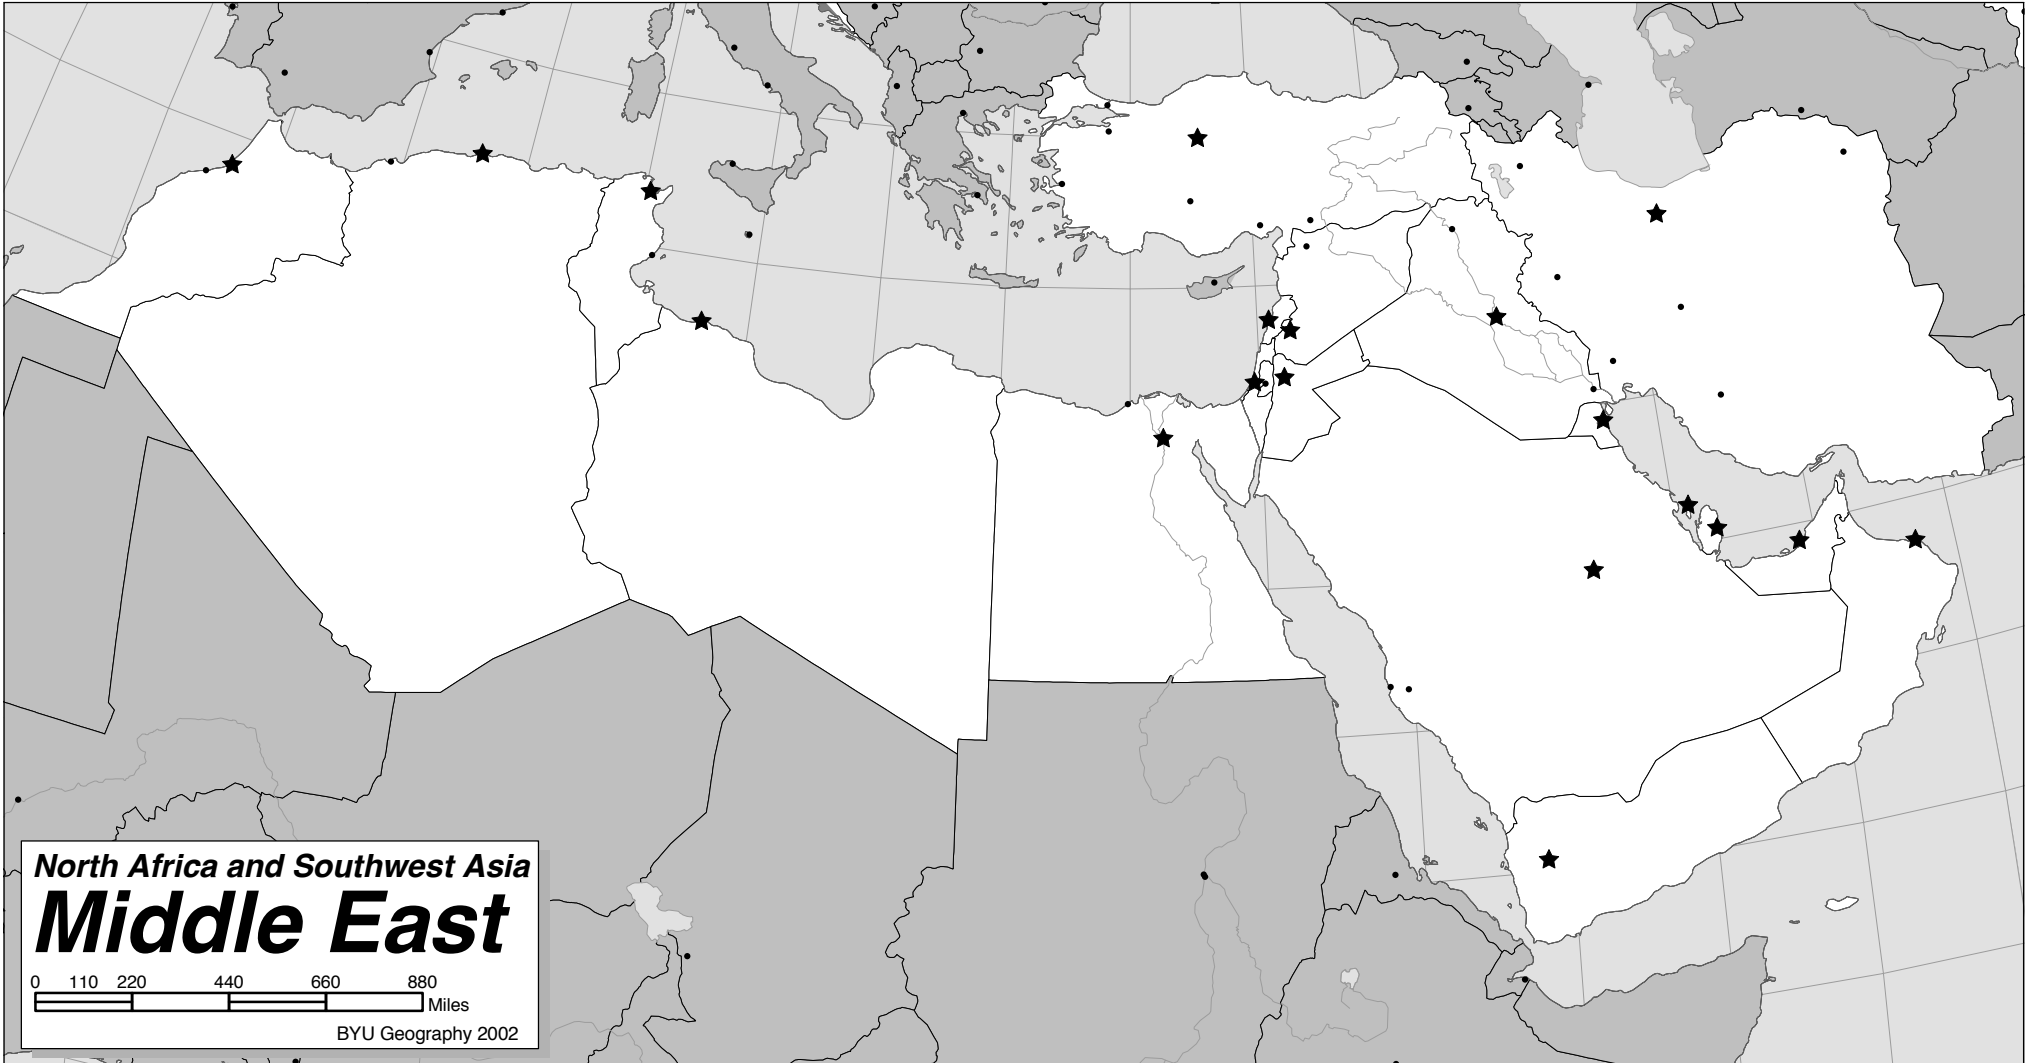 North Africa and Southwest Asia
Middle East
0 110 220 440 660 880
Miles
BYU Geography 2002